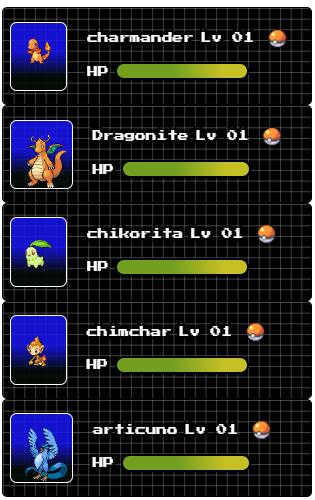 charmander Lv 01
HP
Dragonite Lv 01
HP
chikorita Lv 01
HP
chimchar Lv 01
HP
articuno Lv 01
HP